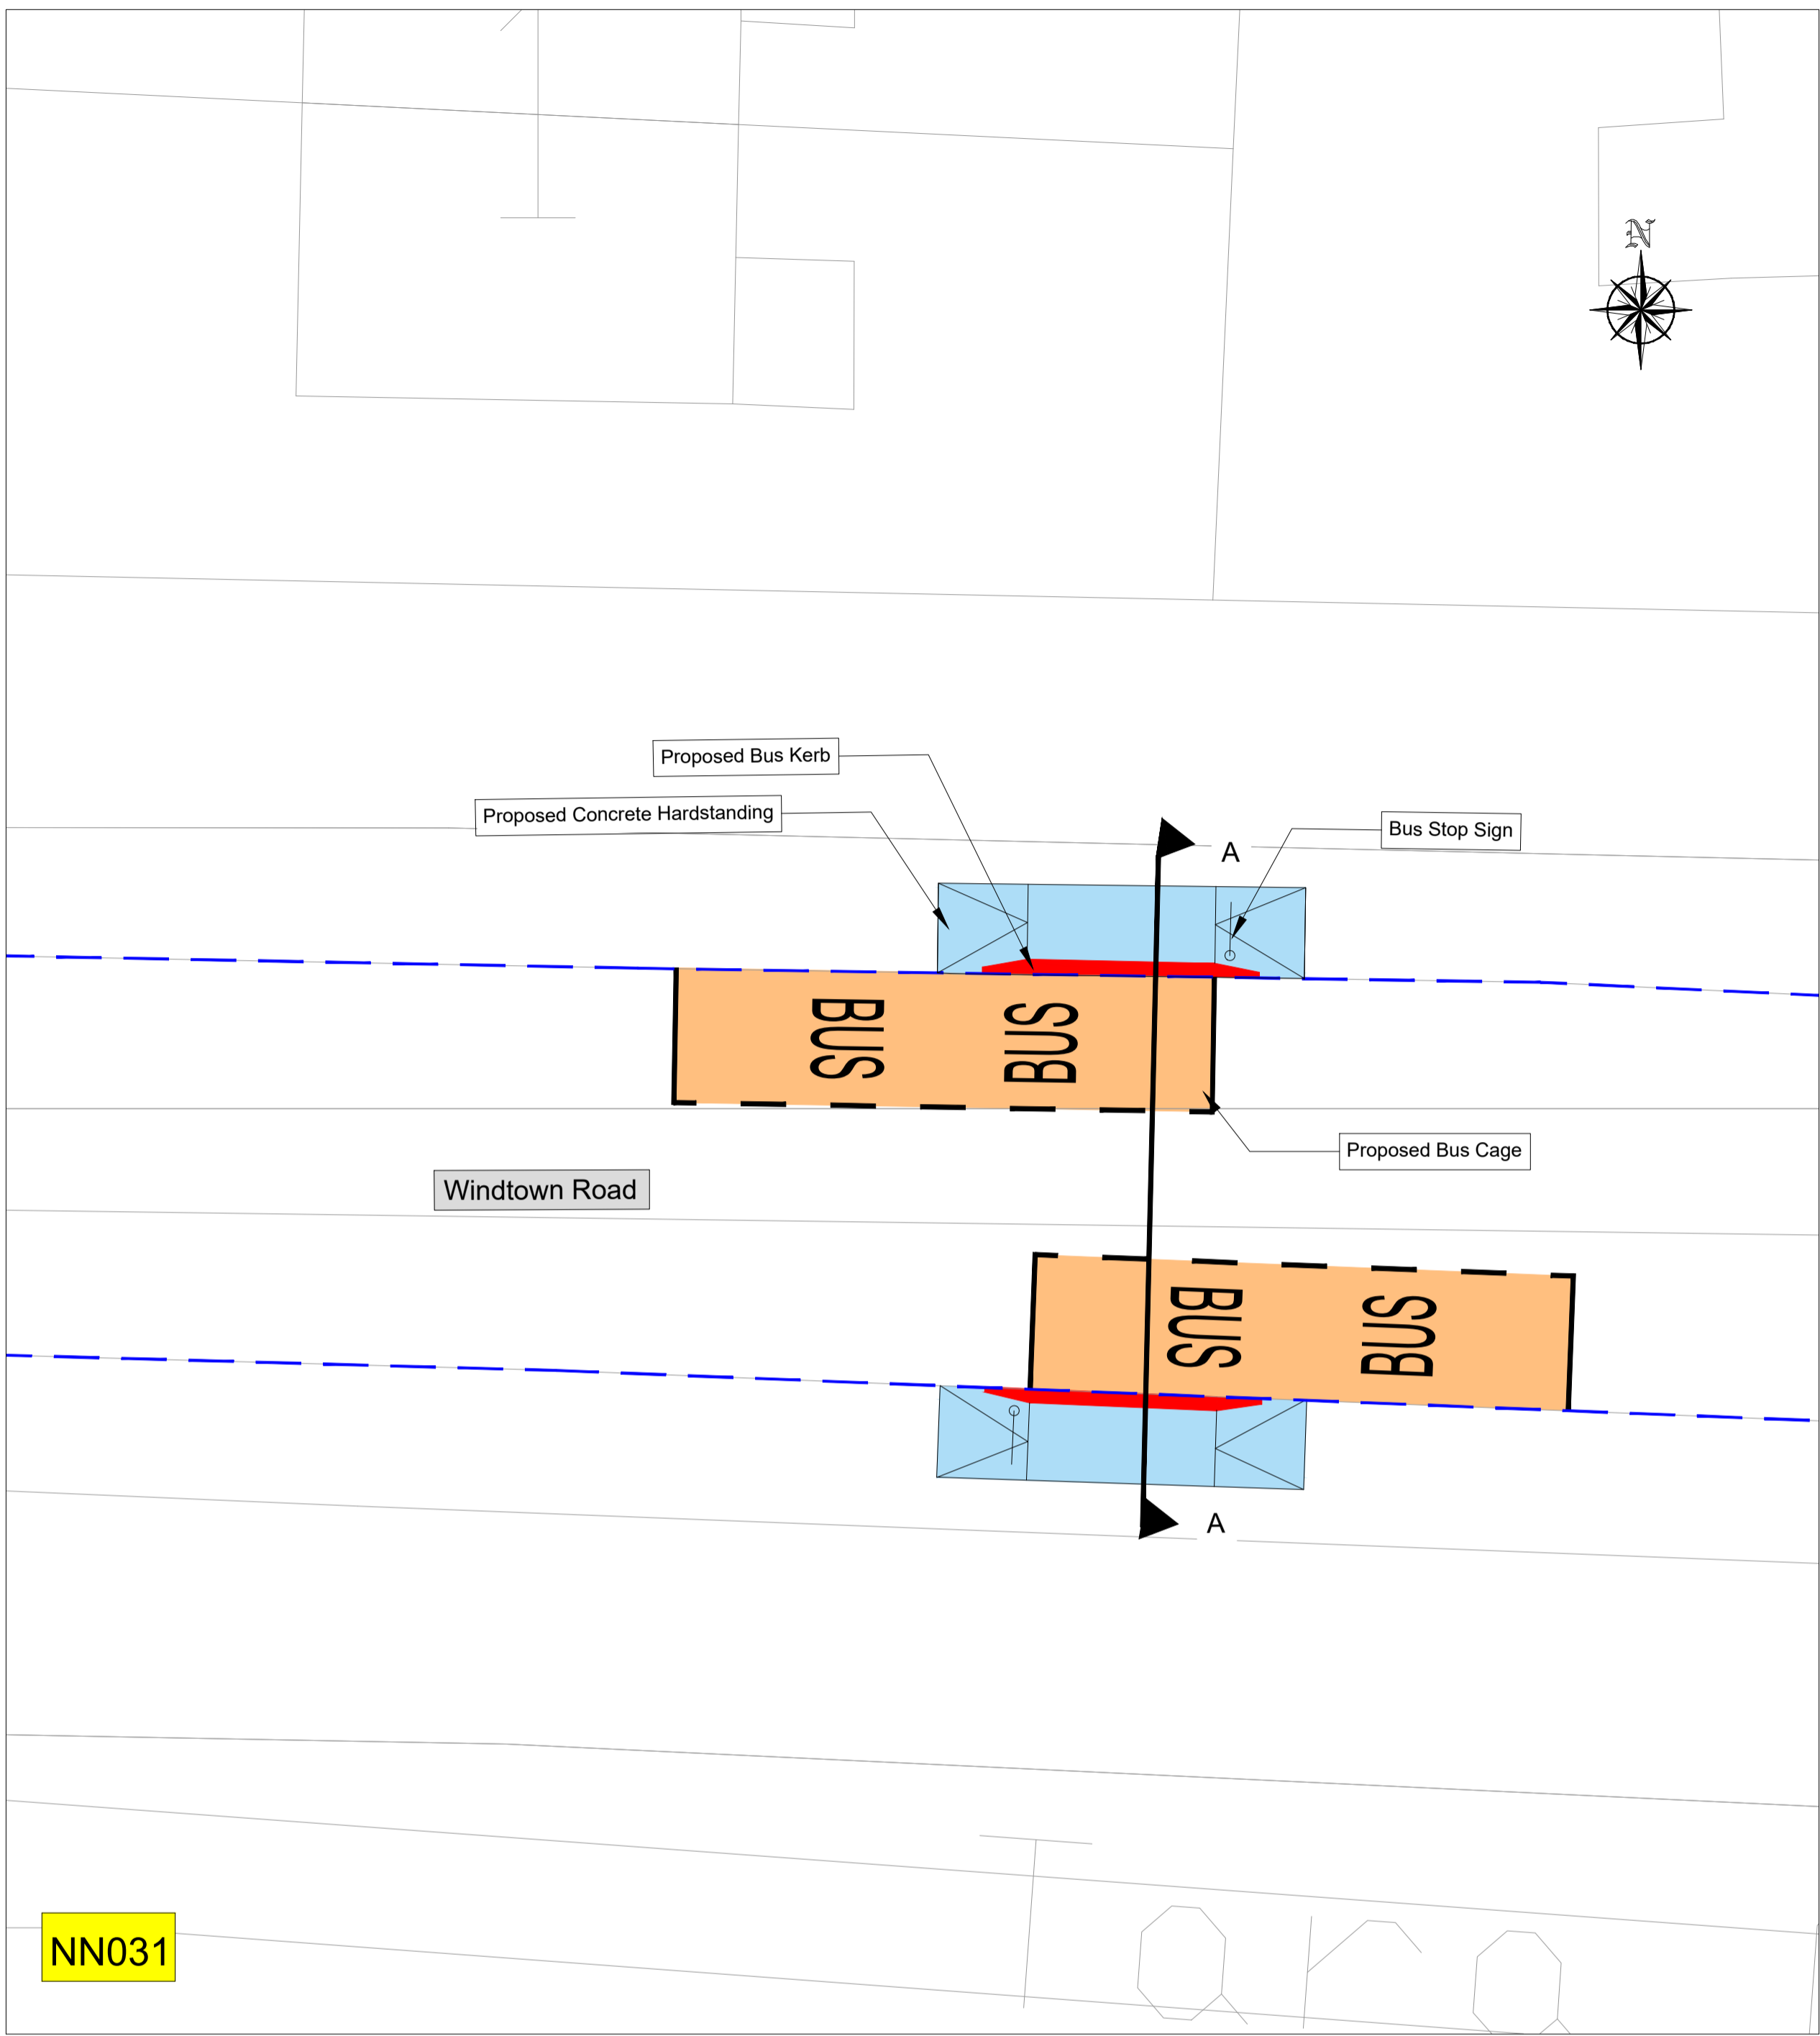 N
Proposed Bus Kerb
Proposed Concrete Hardstanding
Bus Stop Sign
A
BUS
BUS
Proposed Bus Cage
Windtown Road
BUS
BUS
A
NN031